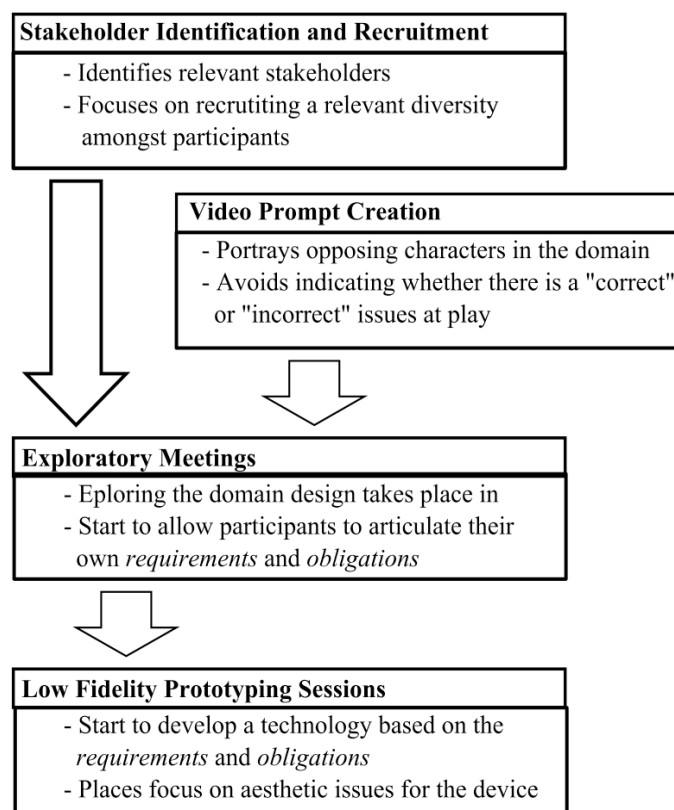 Stakeholder Identification and Recruitment
- Identifies relevant stakeholders
- Focuses on recrutiting a relevant diversity
amongst participants
Video Prompt Creation
- Portrays opposing characters in the domain
- Avoids indicating whether there is a "correct"
or "incorrect" issues at play
Exploratory Meetings
- Eploring the domain design takes place in
- Start to allow participants to articulate their
own requirements and obligations
Low Fidelity Prototyping Sessions
- Start to develop a technology based on the
requirements and obligations
- Places focus on aesthetic issues for the device